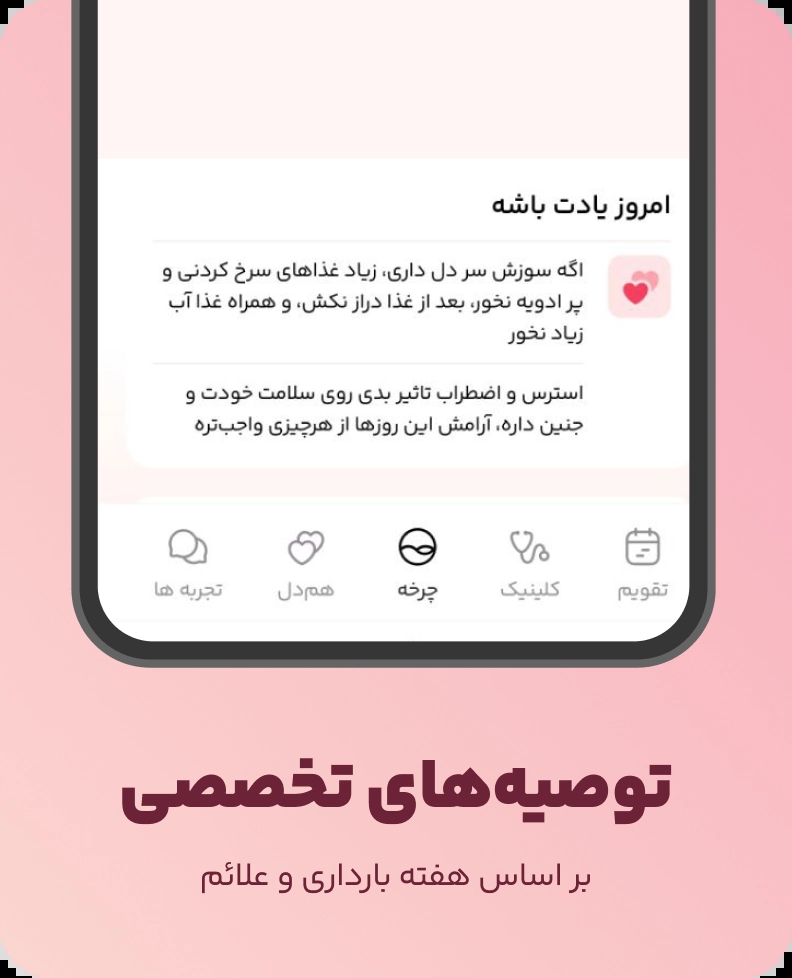 امروز یادت باشه
اگه سوزش سر دل داری، زیاد غذاهای سرخ کردنی و
پر ادویه نخور، بعد از غذا دراز نکش، و همراه غذا آب
زیاد نخور
استرس و اضطراب تاثیر بدی روی سلامت خودت و
جنین داره، آرامش این روزها از هرچیزی واجب‌تره
تقویم
کلینیک
چرخه
هم‌دل
تجربه ها
توصیه‌های تخصصی
بر اساس هفته بارداری و علائم